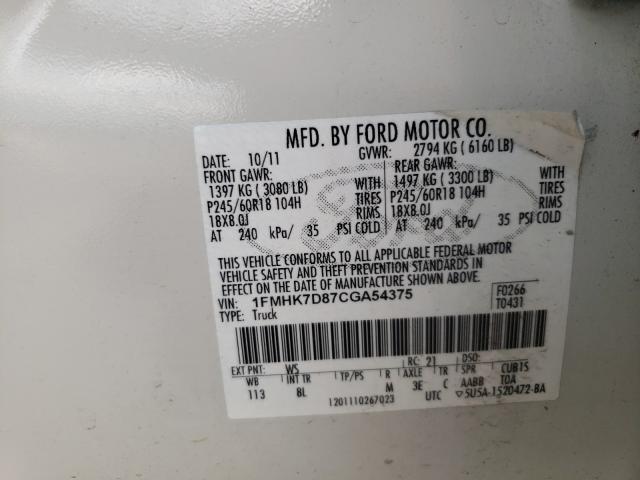 MFD. BY FORD MOTOR CO.
DATE: 10/11 GVWR: 2794 KG ( 6160 LB)
FRONT GAWR: REAR GAWR:
1397 KG ( 3080 LB) WITH 1497 KG ( 3300 LB) WITH
P245/60R18 104H TIRES P245/60R18 104H TIRES
18X8.0J RIMS 18X8.0J RIMS
AT 240 kPa/ 35 PSI COLD AT 240 kPa/ 35 PSI COLD
Ford
THIS VEHICLE CONFORMS TO ALL APPLICABLE FEDERAL MOTOR
VEHICLE SAFETY AND THEFT PREVENTION STANDARDS IN
EFFECT ON THE DATE OF MANUFACTURE SHOWN ABOVE.
VIN: 1FMHK7D87CGA54375 F0266
TYPE: Truck T0431
EXT PNT: WS RC: 21 DSO:
WB INT TR TP/PS R AXLE TR SPR CUB1S
113 8L M 3E C AABB TOA
1201110267023 UTC ▽5U5A-1520472-BA